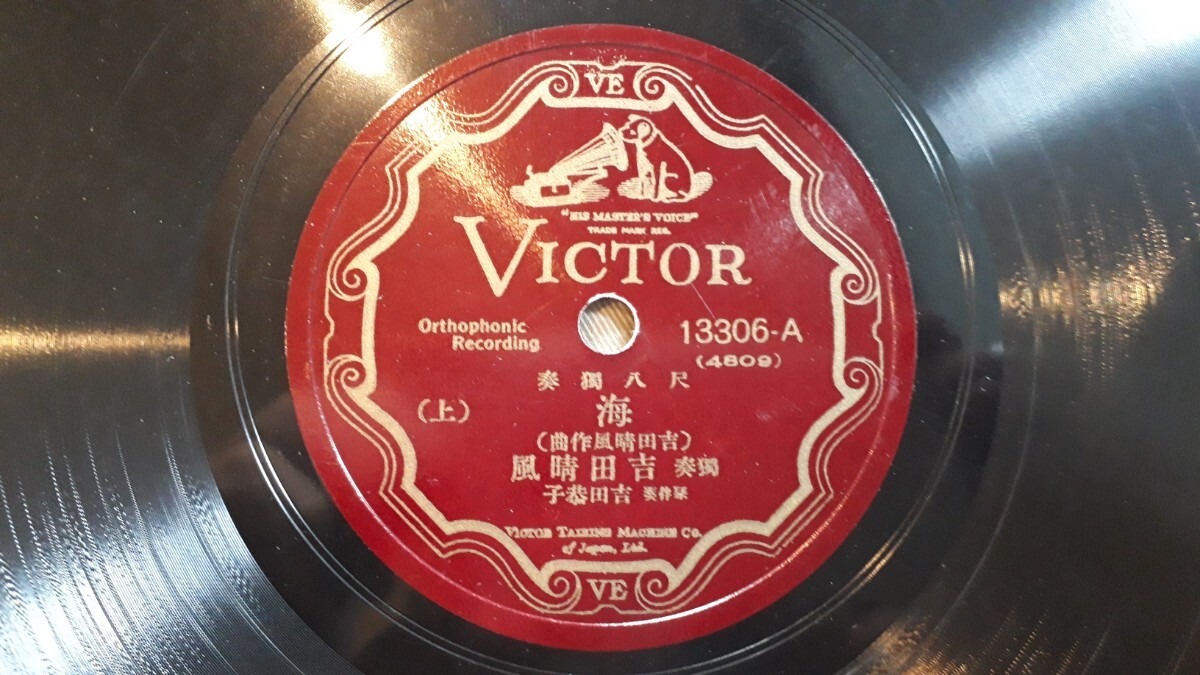 VE
"HIS MASTER'S VOICE"
TRADE MARK REG.
VICTOR
Orthophonic
Recording
13306-A
(4809)
尺八獨奏
海
(上)
(吉田晴風作曲)
獨奏 吉田晴風
琴伴奏 吉田恭子
VICTOR TALKING MACHINE CO.
of Japan, Ltd.
VE